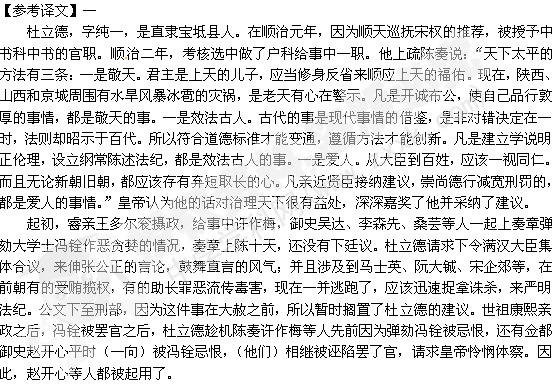 【参考译文】一
杜立德，字纯一，是直隶宝坻县人。在顺治元年，因为顺天巡抚宋权的推荐，被授予中
书科中书的官职。顺治二年，考核选中做了户科给事中一职。他上疏陈奏说：“天下太平的
方法有三条：一是敬天。君主是上天的儿子，应当修身反省来顺应上天的福佑。现在，陕西、
山西和京城周围有水旱风暴冰雹的灾祸，是老天有心在警示。凡是开诚布公，使自己品行敦
厚的事情，都是敬天的事。一是效法古人。古代的事是现代事情的借鉴，是非对错决定在一
时，法则却昭示于百代。所以符合道德标准才能变通，遵循方法才能创新。凡是建立学说明
正伦理，设立纲常陈述法纪，都是效法古人的事。一是爱人。从大臣到百姓，应该一视同仁。
而且无论新朝旧朝，都应该存有弃短取长的心。凡亲近贤臣接纳建议，崇尚德行减宽刑罚的，
都是爱人的事情。”皇帝认为他的话对治理天下很有益处，深深嘉奖了他并采纳了建议。
起初，睿亲王多尔衮摄政，给事中许作梅、御史吴达、李森先、桑芸等人一起上奏章弹
劾大学士冯铨作恶贪婪的情况，奏章上陈十天，还没有下廷议。杜立德请求下令满汉大臣集
体合议，来伸张公正的言论，鼓舞直言的风气；并且涉及到马士英、阮大铖、宋企郊等，在
前朝有的受贿揽权，有的助长罪恶流传毒害，现在一并逃跑了，应该迅速捉拿诛杀，来严明
法纪。公文下至刑部，因为这件事在大赦之前，所以暂时搁置了杜立德的建议。世祖康熙亲
政之后，冯铨被罢官之后，杜立德趁机陈奏许作梅等人先前因为弹劾冯铨被忌恨，还有佥都
御史赵开心平时（一向）被冯铨忌恨，（他们）相继被诬陷罢了官，请求皇帝怜悯体察。因
此，赵开心等人都被起用了。